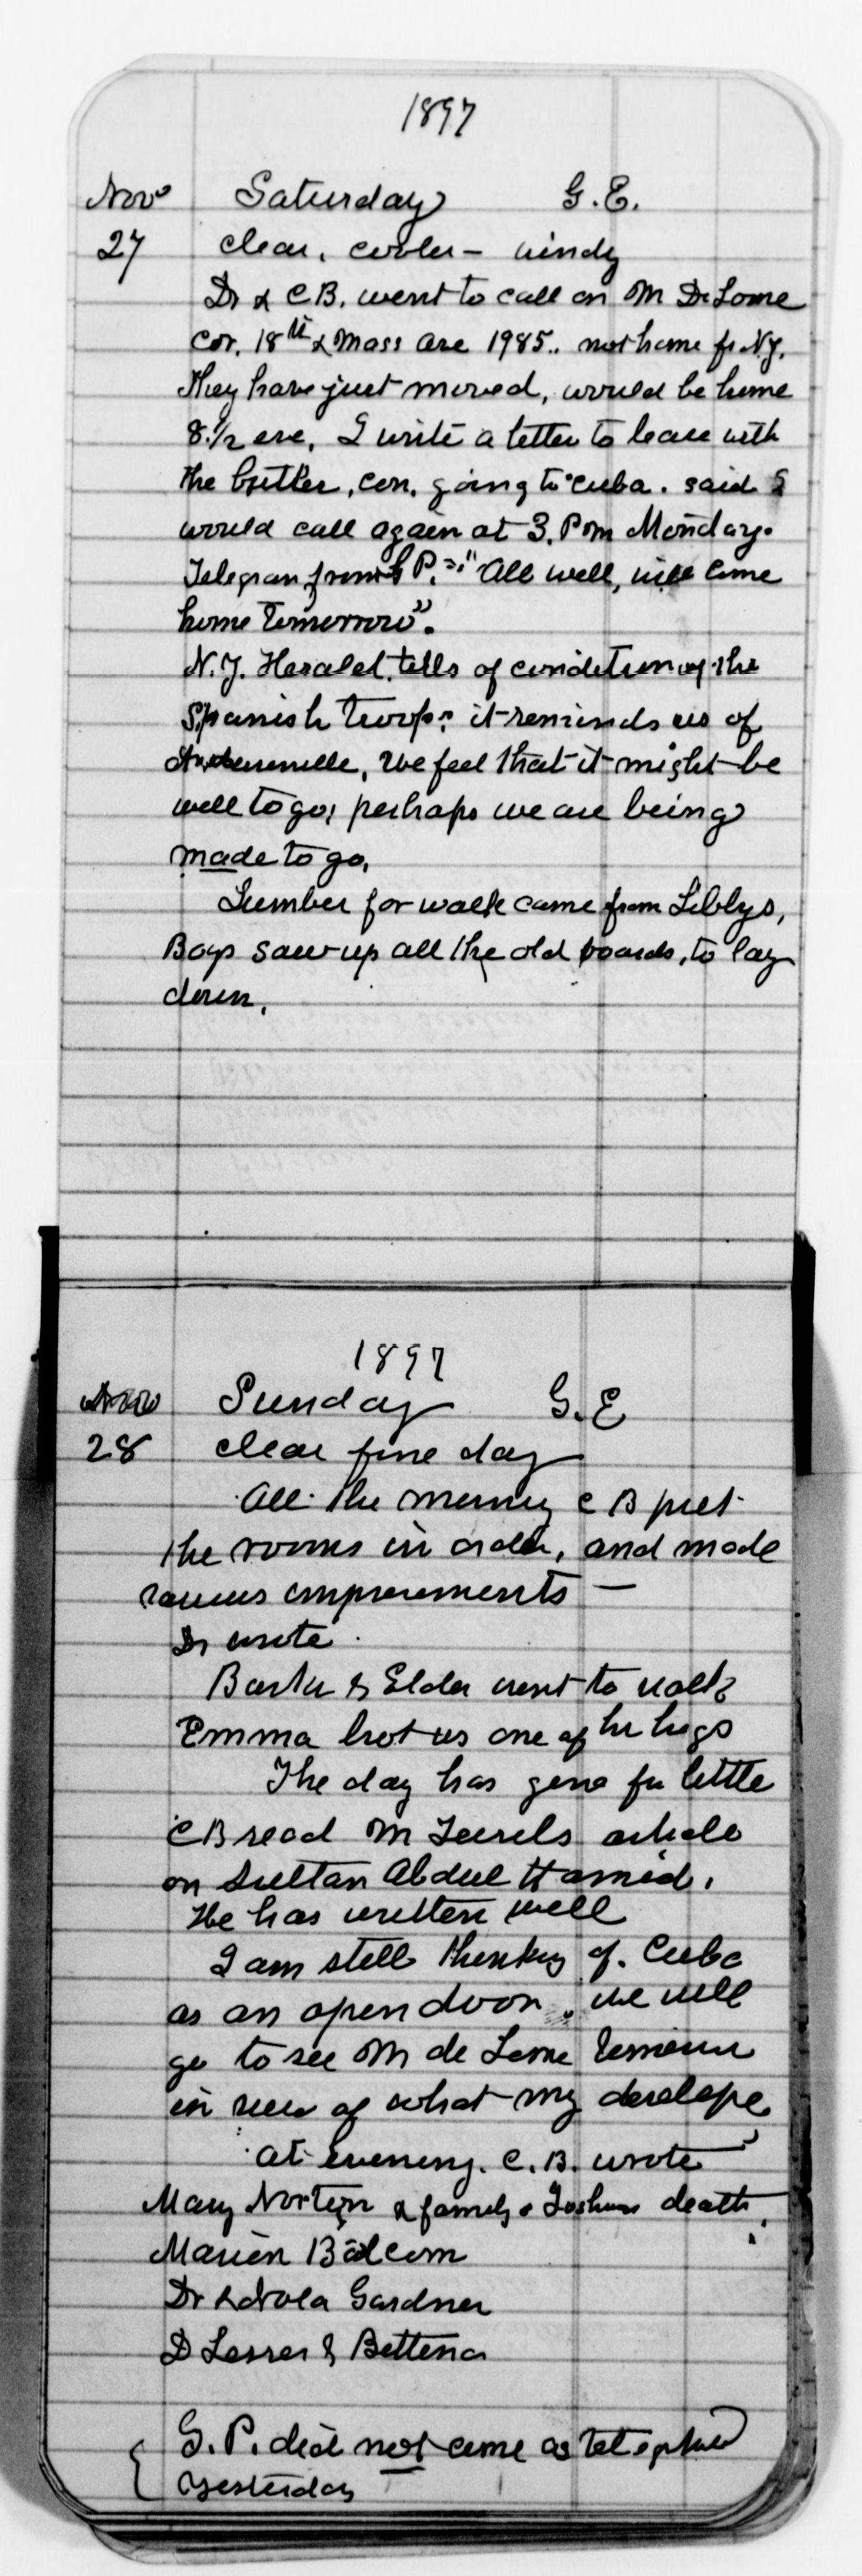 1897
Nov Saturday G.E.
27 clear, cooler - windy
Dr & C.B. went to call on M De Lome
Cor. 18th & Mass Ave 1985.. not home fr N.Y.
they have just moved, would be home
8.1/2 eve, I write a letter to leave with
the butler, con. going to Cuba. said I
would call again at 3. P.m Monday.
Telegram from P. "All well, will come
home tomorrow".
N.Y. Herald, tells of condition of the
Spanish troops: it reminds us of
Andersonville, We feel that it might be
well to go, perhaps we are being
made to go,
Lumber for walk came from Libbys,
Boys saw up all the old boards, to lay
down,
1897
Nov Sunday G.E
28 clear fine day
All the morning C B put
the rooms in order, and made
various improvements -
Dr wrote
& Elder went to walk
Emma brot us one of her hugs
The day has gone for little
C B read M article
on Sultan Abdul Hamid,
He has written well
I am still thinking of. Cuba
as an open door, we will
go to see M de Lome tomorrow
in view of what may develope
at evening. C.B. wrote
Mary Norton & family, Joshuas death,
Marion Balcom
Dr & Nola Gardner
D Lesser & Bettina
G. P. did not come as telegraphed
yesterday